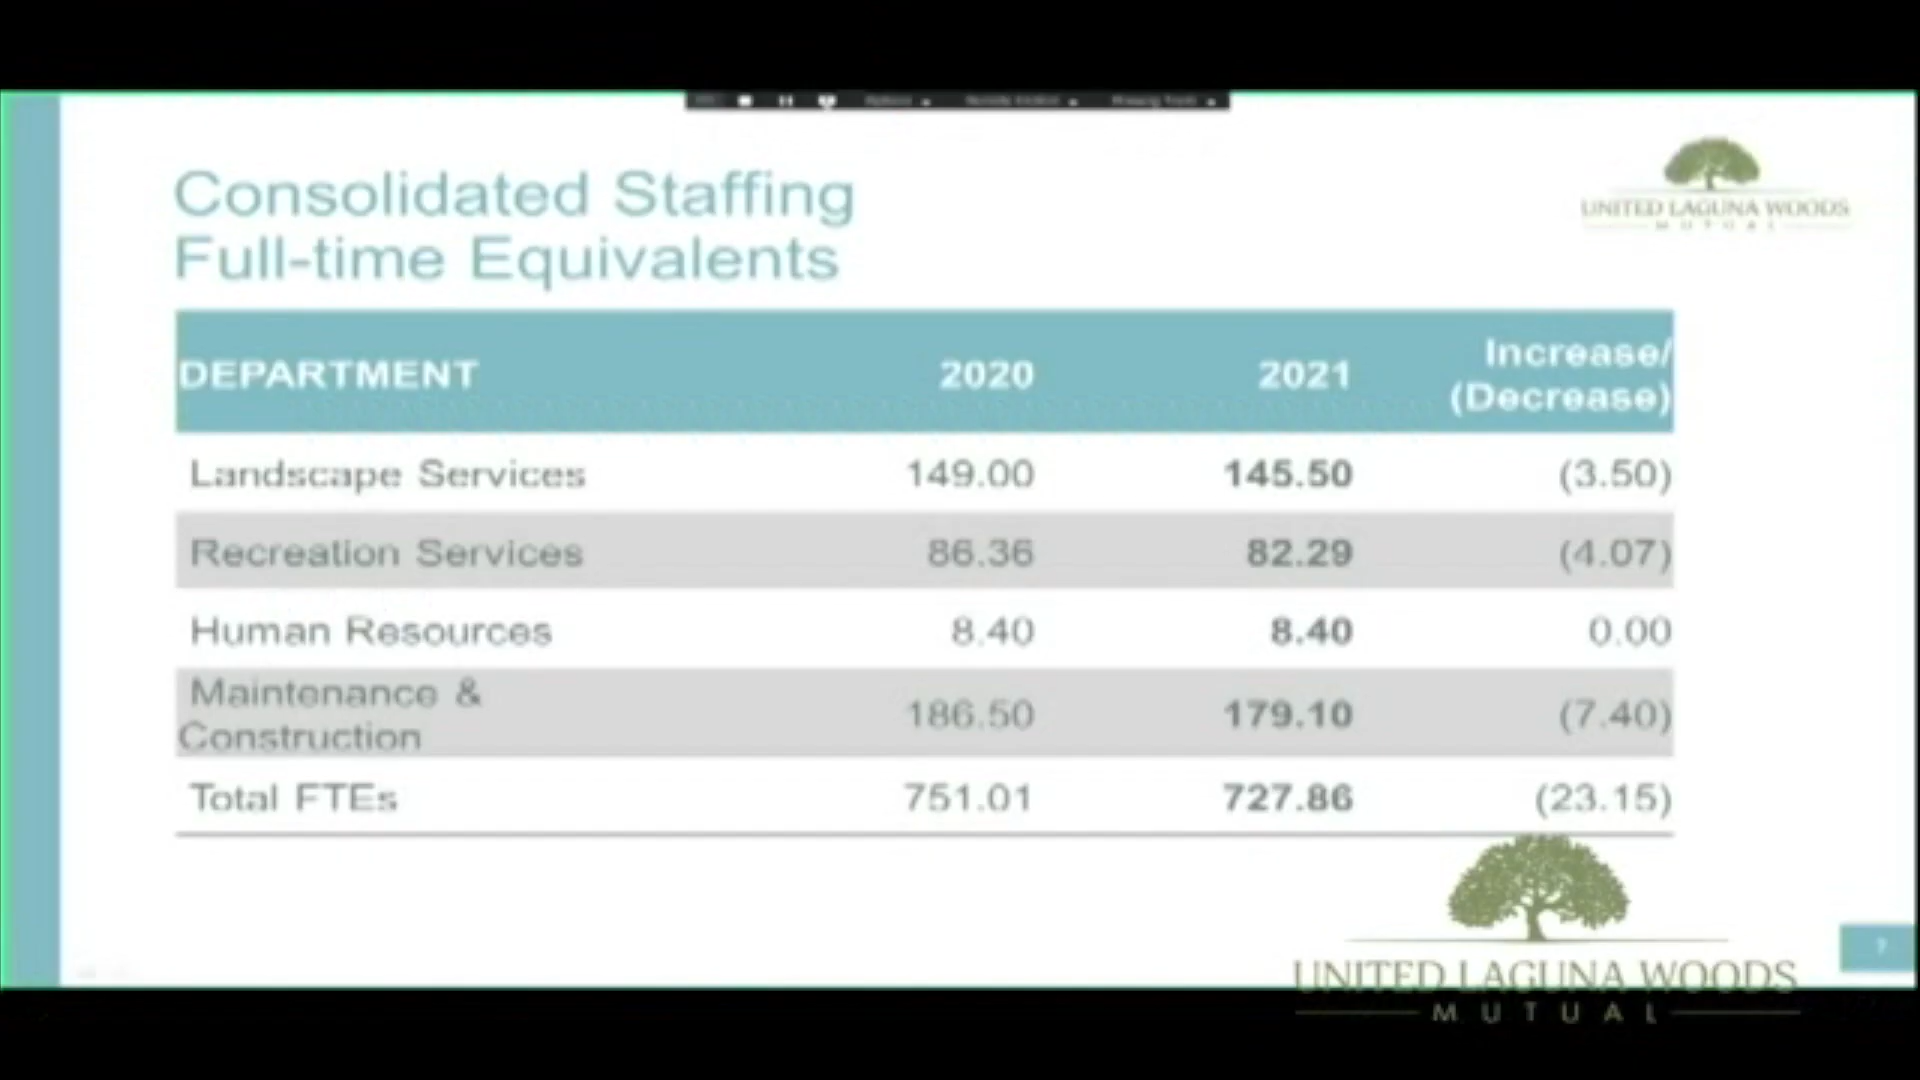 Consolidated Staffing
Full-time Equivalents
UNITED LAGUNA WOODS
MUTUAL
DEPARTMENT 2020 2021 Increase/
(Decrease)
Landscape Services 149.00 145.50 (3.50)
Recreation Services 86.36 82.29 (4.07)
Human Resources 8.40 8.40 0.00
Maintenance &
Construction 186.50 179.10 (7.40)
Total FTEs 751.01 727.86 (23.15)
7
UNITED LAGUNA WOODS
MUTUAL